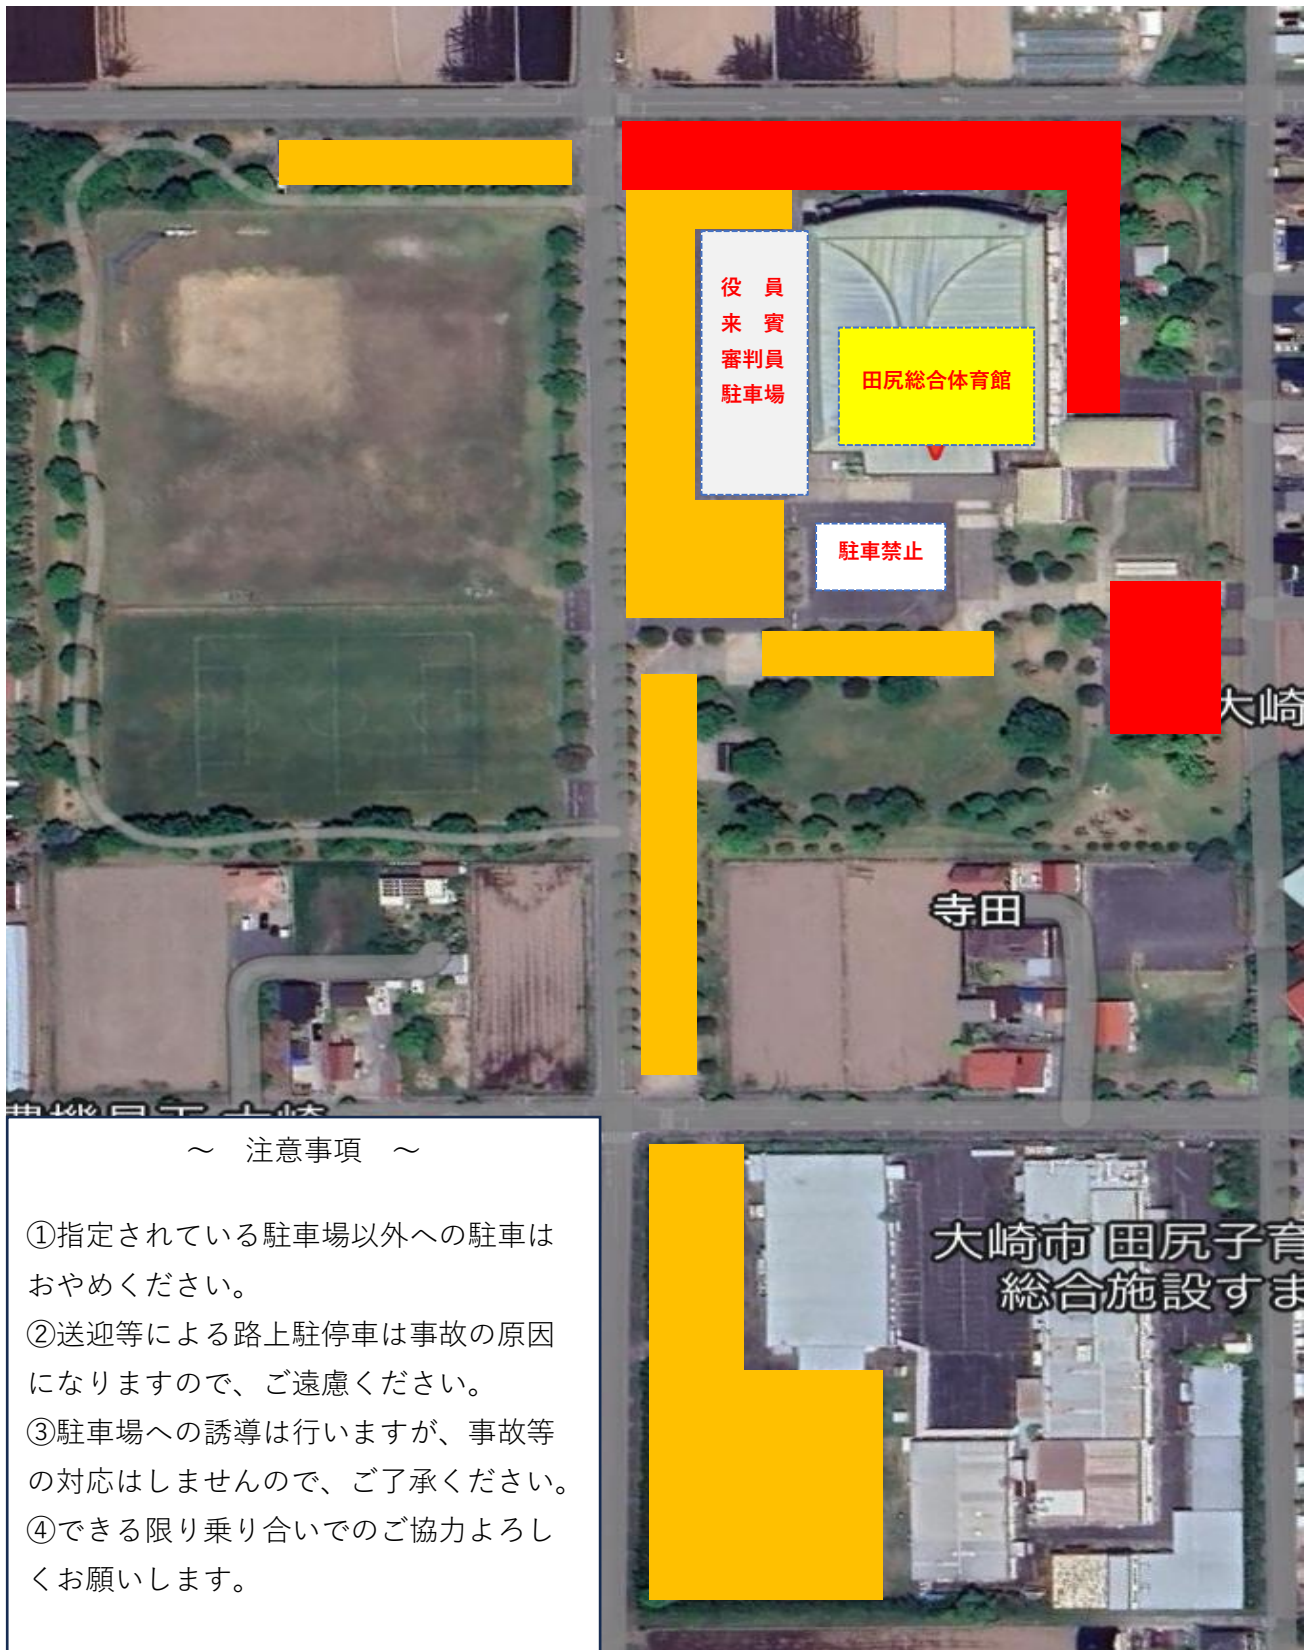 役　員
来　賓
審判員
駐車場
田尻総合体育館
駐車禁止
大崎
寺田
～　注意事項　～
①指定されている駐車場以外への駐車は
おやめください。
②送迎等による路上駐停車は事故の原因
になりますので、ご遠慮ください。
③駐車場への誘導は行いますが、事故等
の対応はしませんので、ご了承ください。
④できる限り乗り合いでのご協力よろし
くお願いします。
大崎市 田尻子育
総合施設すま